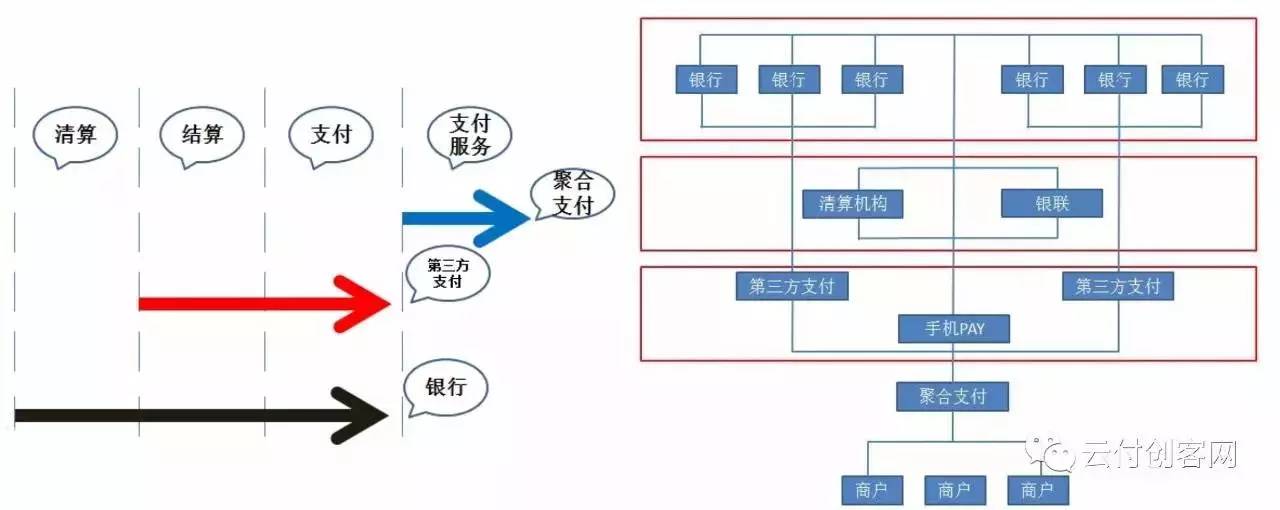 清算
结算
支付
支付
服务
聚合
支付
第三方
支付
银行
银行
银行
银行
银行
银行
银行
清算机构
银联
第三方支付
第三方支付
手机PAY
聚合支付
商户
商户
商户
云付创客网